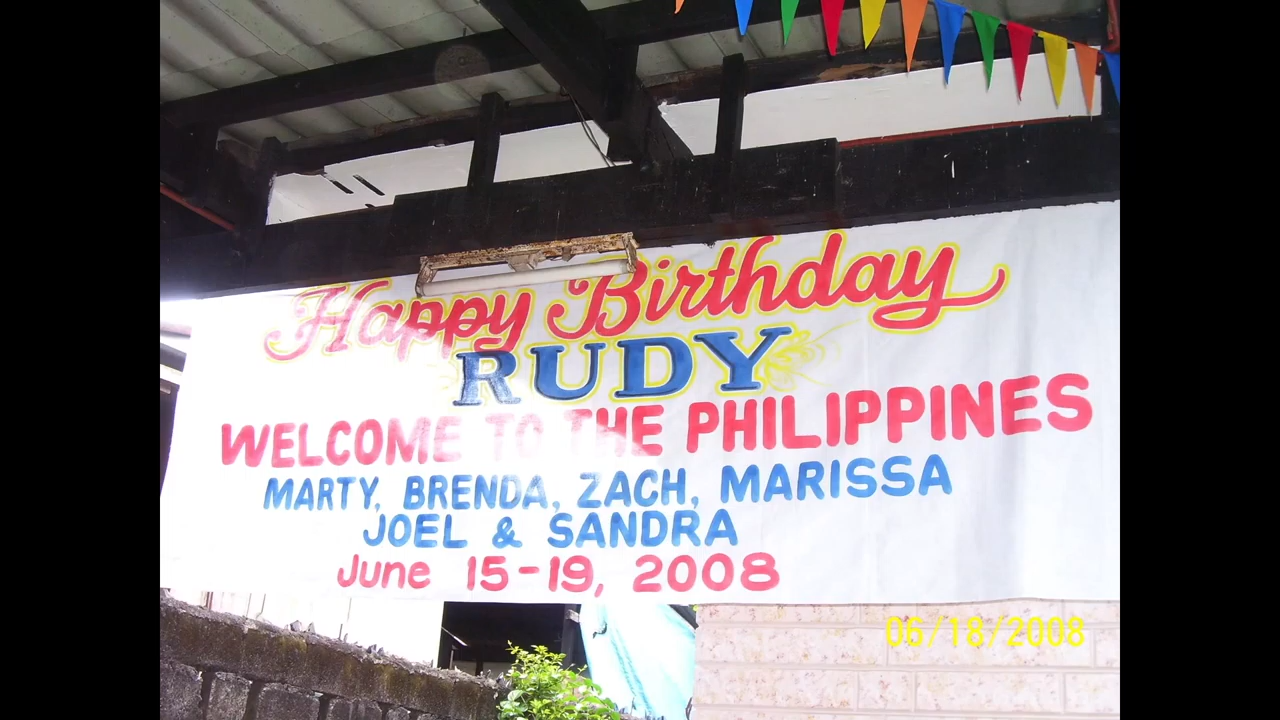 Happy Birthday
RUDY
WELCOME TO THE PHILIPPINES
MARTY, BRENDA, ZACH, MARISSA
JOEL & SANDRA
June 15-19, 2008
06/18/2008